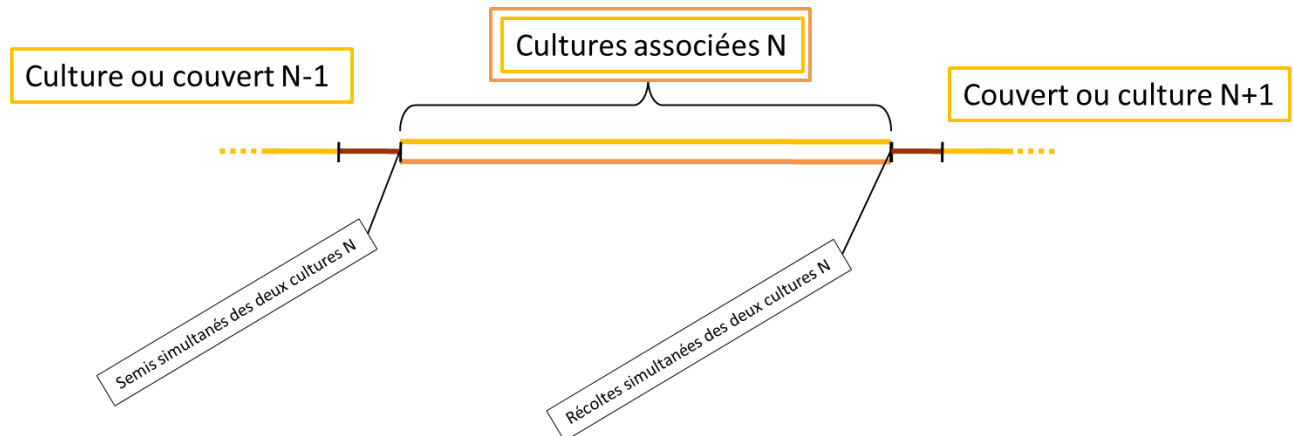 Cultures associées N
Culture ou couvert N-1
Couvert ou culture N+1
Semis simultanés des deux cultures N
Récoltes simultanées des deux cultures N